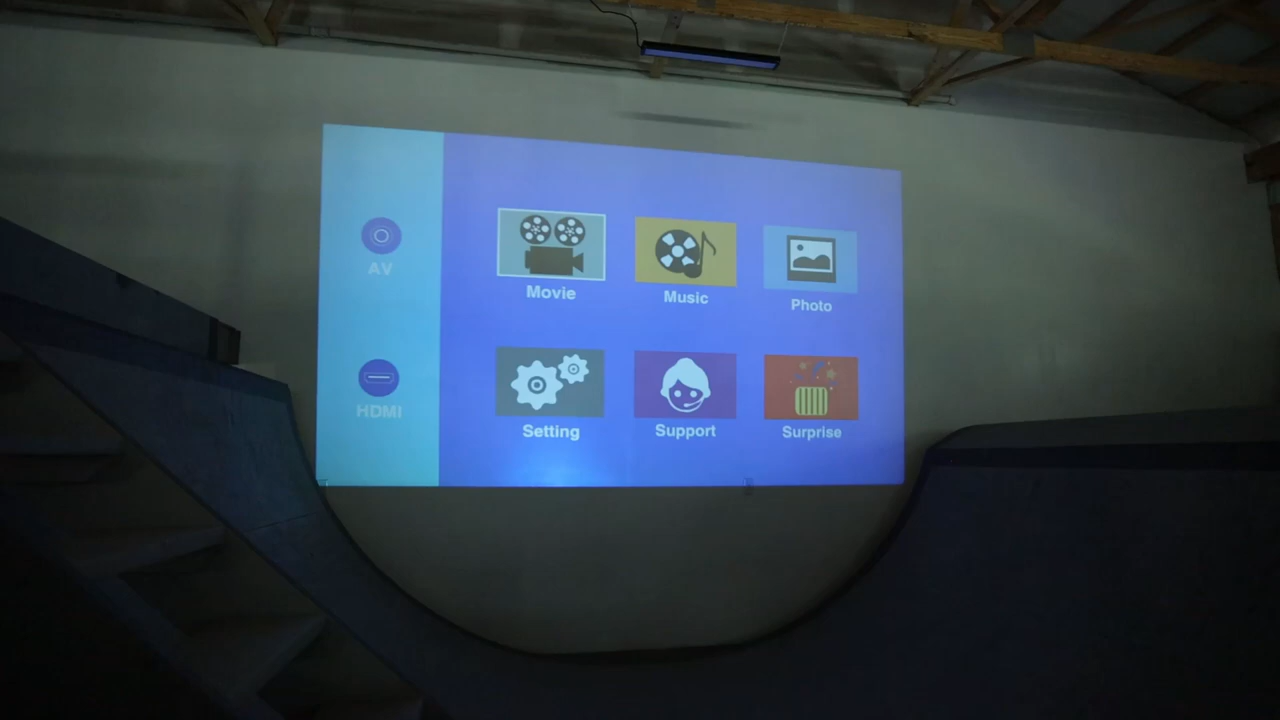 AV
HDMI
Movie
Music
Photo
Setting
Support
Surprise